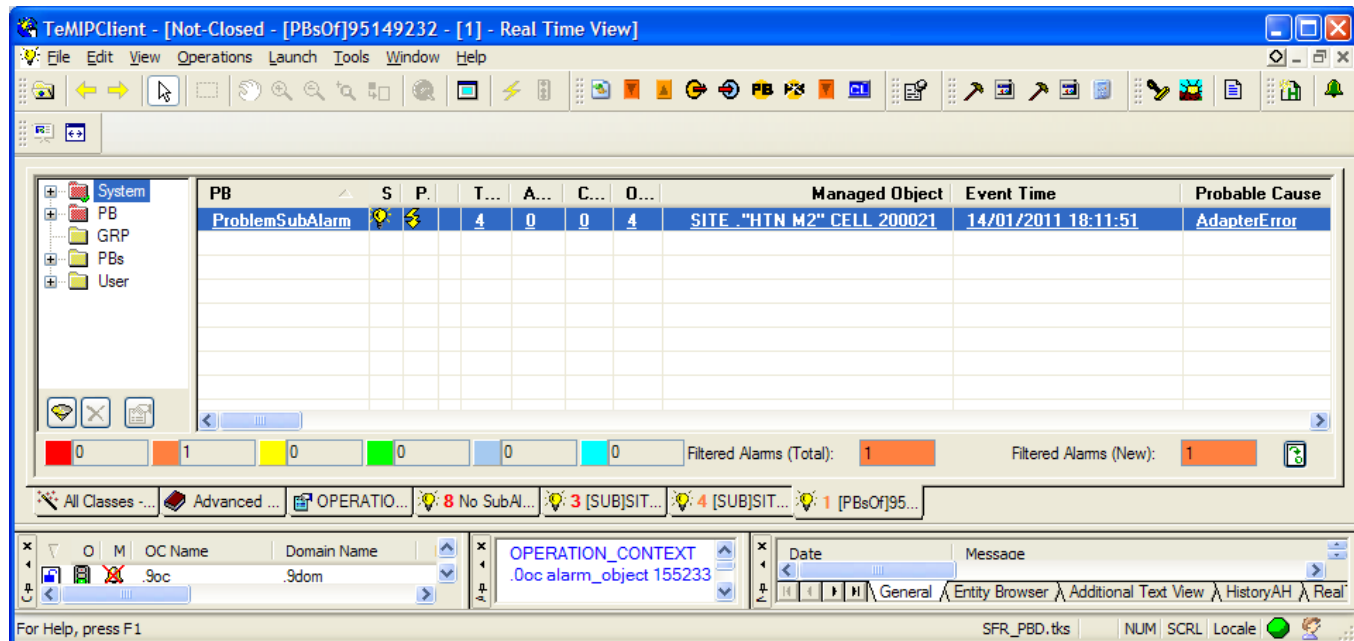 TeMIPClient - [Not-Closed - [PBsOf]95149232 - [1] - Real Time View]
File Edit View Operations Launch Tools Window Help
PB PB CL
System
PB
GRP
PBs
User
PB S P. T... A... C... O... Managed Object Event Time Probable Cause
ProblemSubAlarm 4 0 0 4 SITE ."HTN M2" CELL 200021 14/01/2011 18:11:51 AdapterError
0 1 0 0 0 0 Filtered Alarms (Total): 1 Filtered Alarms (New): 1
All Classes -... Advanced ... OPERATIO... 8 No SubAl... 3 [SUB]SIT... 4 [SUB]SIT... 1 [PBsOf]95...
O M OC Name Domain Name
.9oc .9dom
OPERATION_CONTEXT
.0oc alarm_object 155233
Date Message
General Entity Browser Additional Text View HistoryAH Real
For Help, press F1 SFR_PBD.tks NUM SCRL Locale